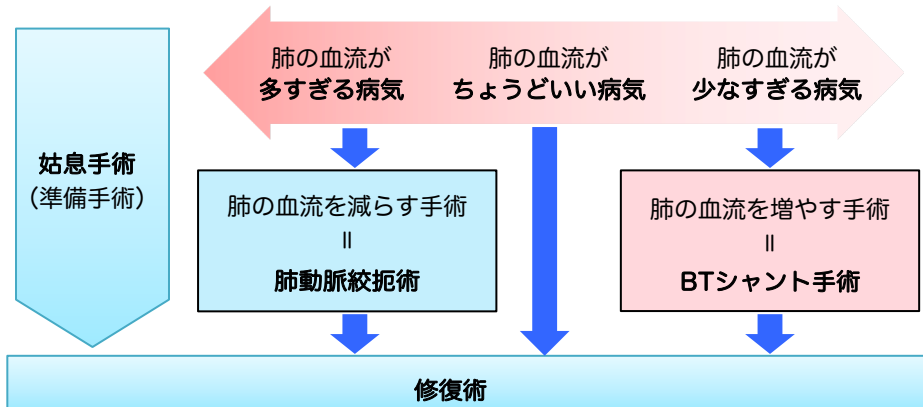 肺の血流が
多すぎる病気
肺の血流が
ちょうどいい病気
肺の血流が
少なすぎる病気
姑息手術
（準備手術）
肺の血流を減らす手術
＝
肺動脈絞扼術
肺の血流を増やす手術
＝
BTシャント手術
修復術